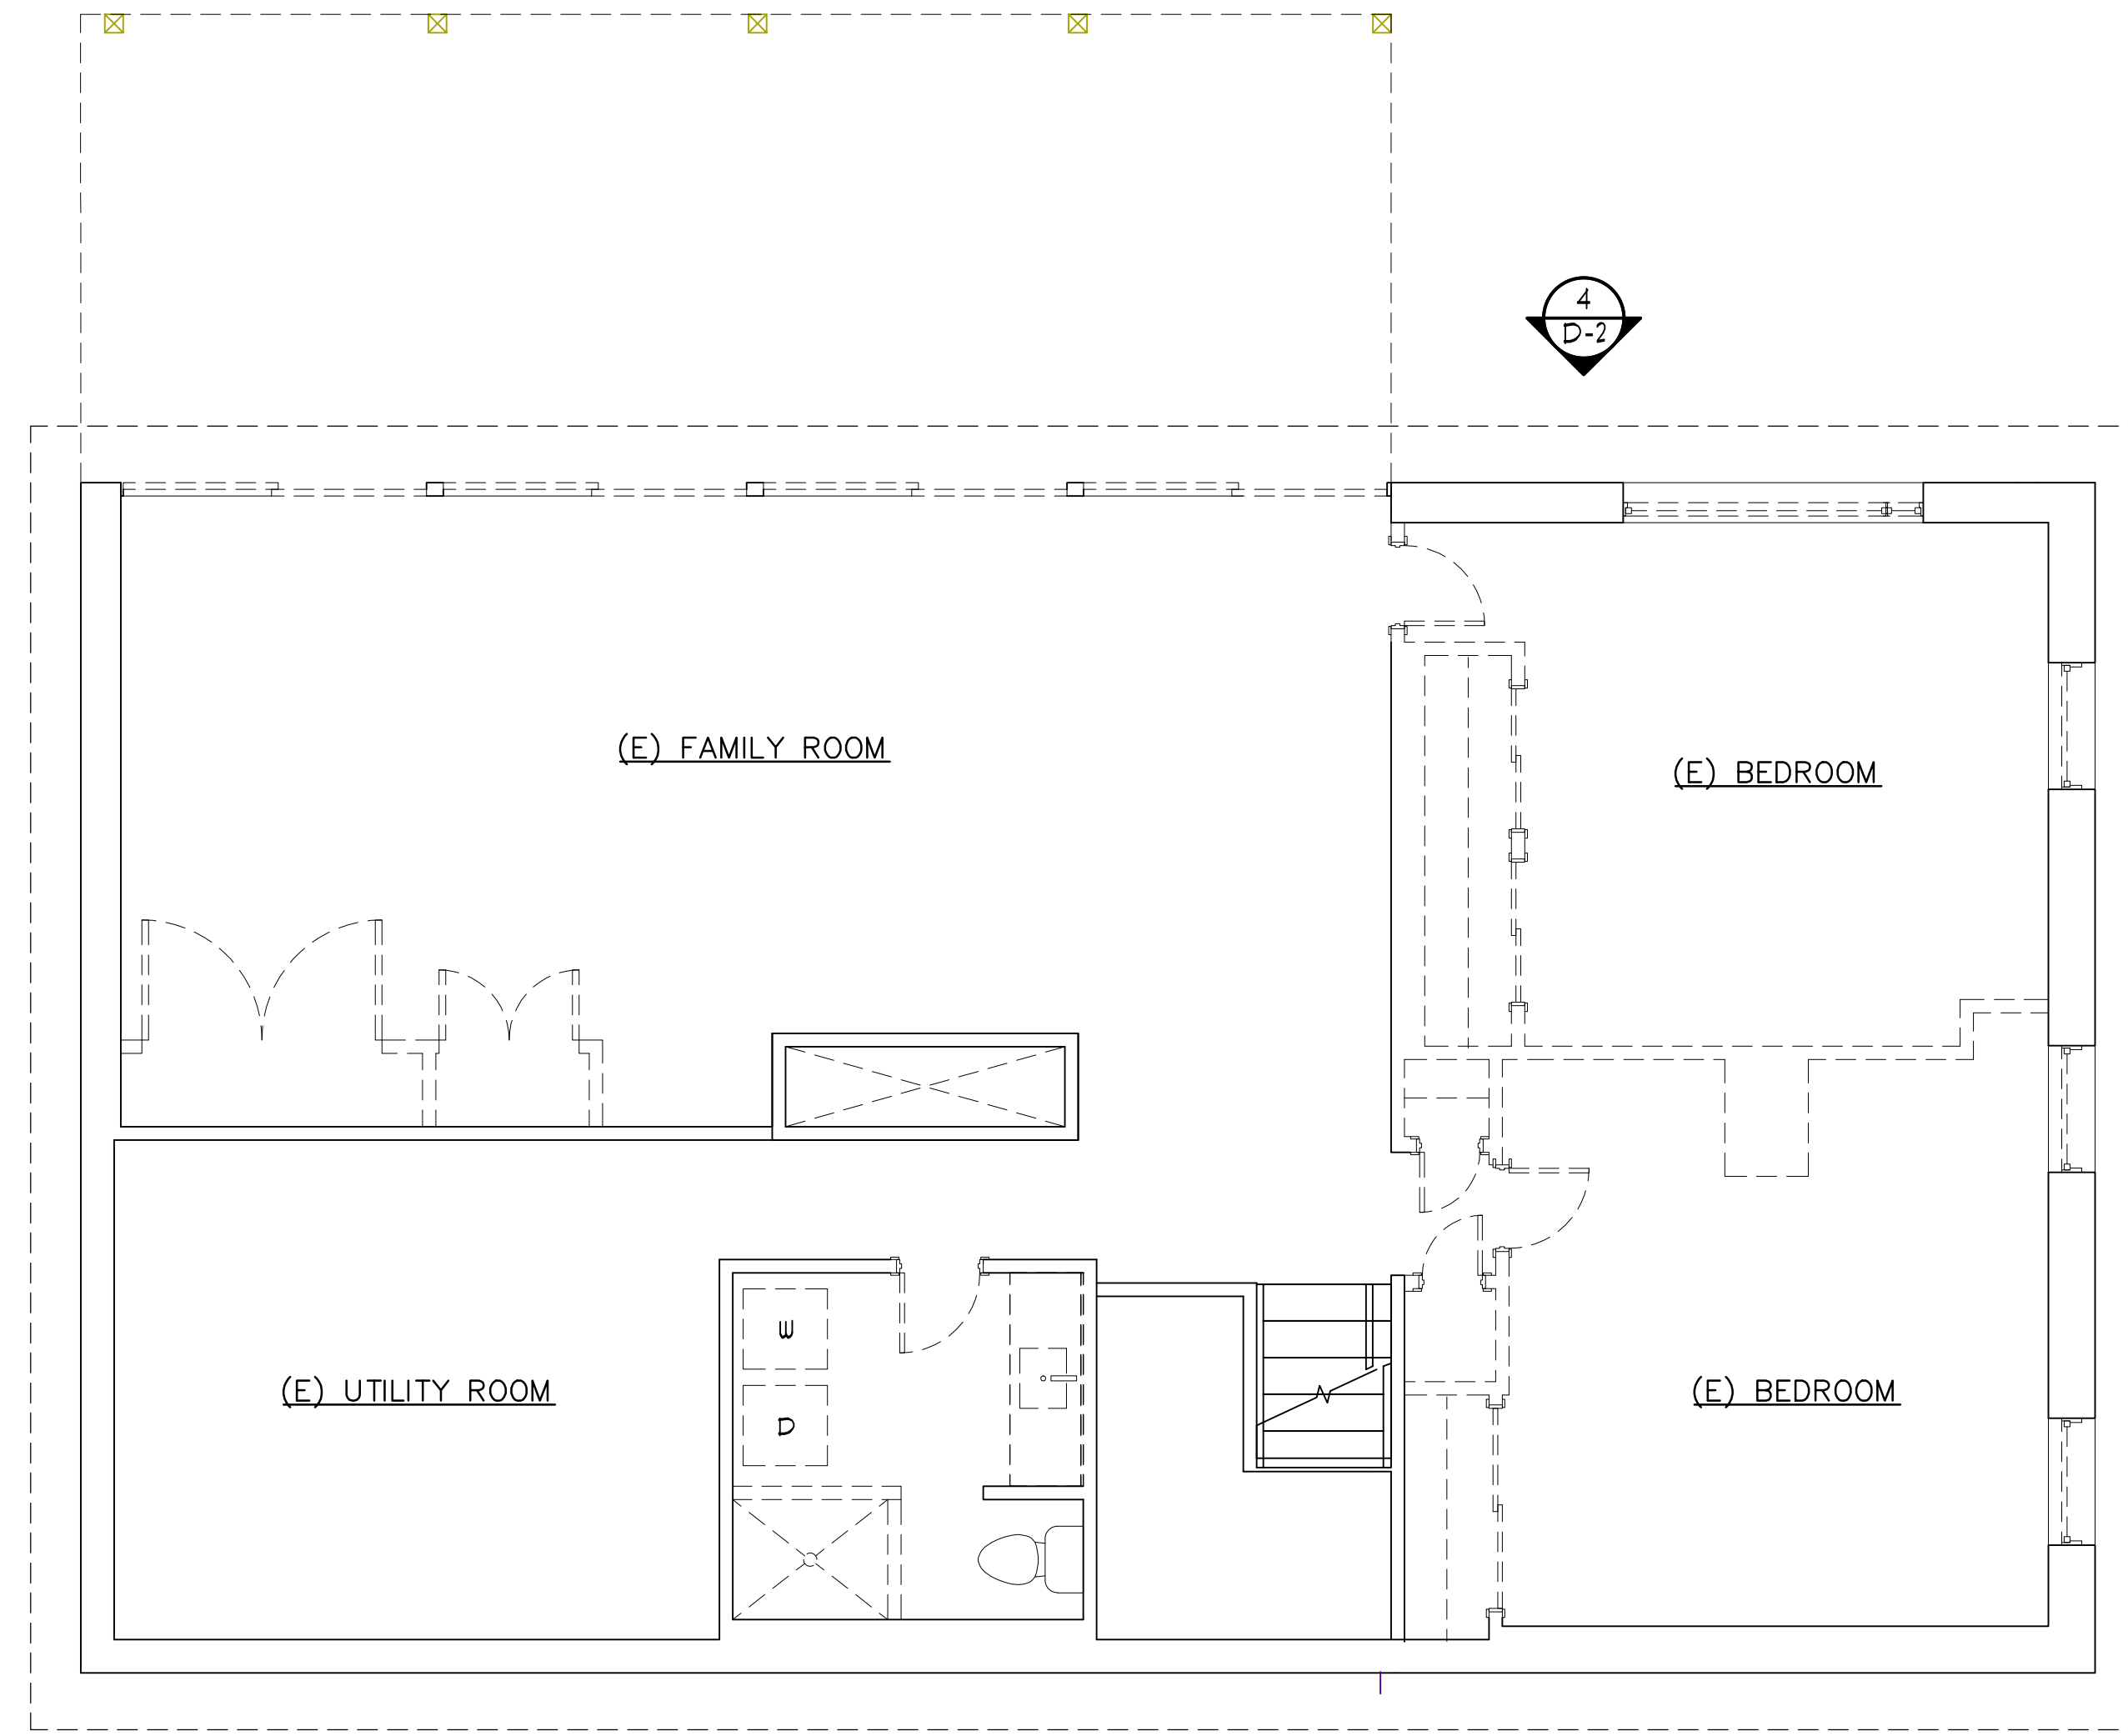 4
D-2
(E) FAMILY ROOM
(E) BEDROOM
W
D
(E) UTILITY ROOM
(E) BEDROOM